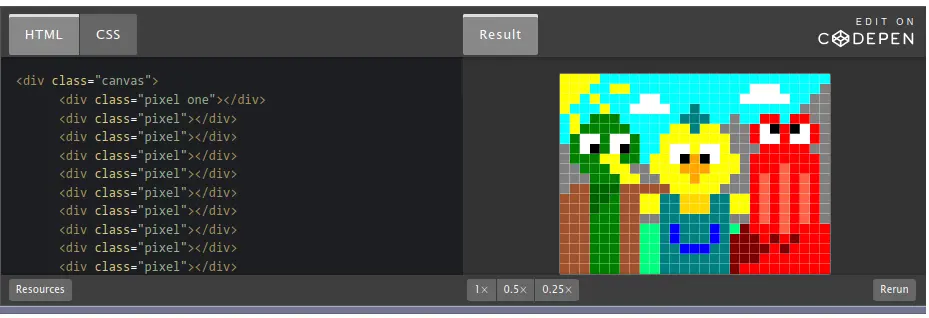 HTML
CSS
Result
EDIT ON
CODEPEN
<div class="canvas">
<div class="pixel one"></div>
<div class="pixel"></div>
<div class="pixel"></div>
<div class="pixel"></div>
<div class="pixel"></div>
<div class="pixel"></div>
<div class="pixel"></div>
<div class="pixel"></div>
<div class="pixel"></div>
<div class="pixel"></div>
Resources
1×
0.5×
0.25×
Rerun